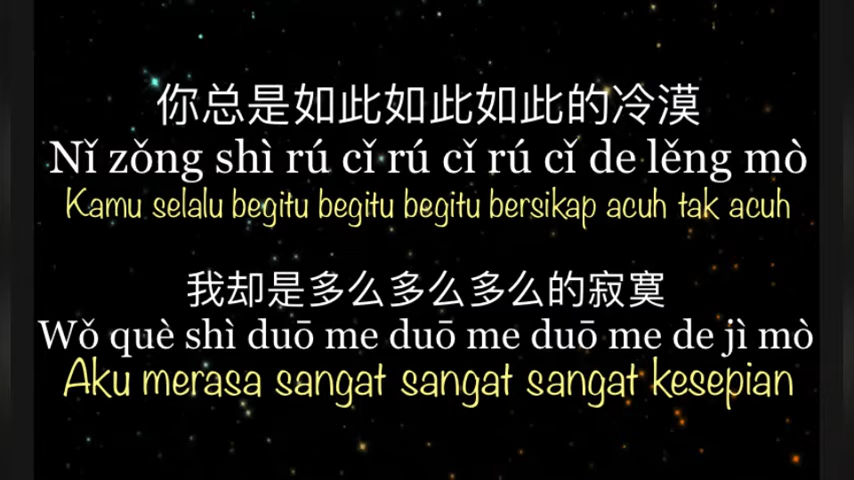 你总是如此如此如此的冷漠
Nǐ zǒng shì rú cǐ rú cǐ rú cǐ de lěng mò
Kamu selalu begitu begitu begitu bersikap acuh tak acuh
我却是多么多么多么的寂寞
Wǒ què shì duō me duō me duō me de jì mò
Aku merasa sangat sangat sangat kesepian